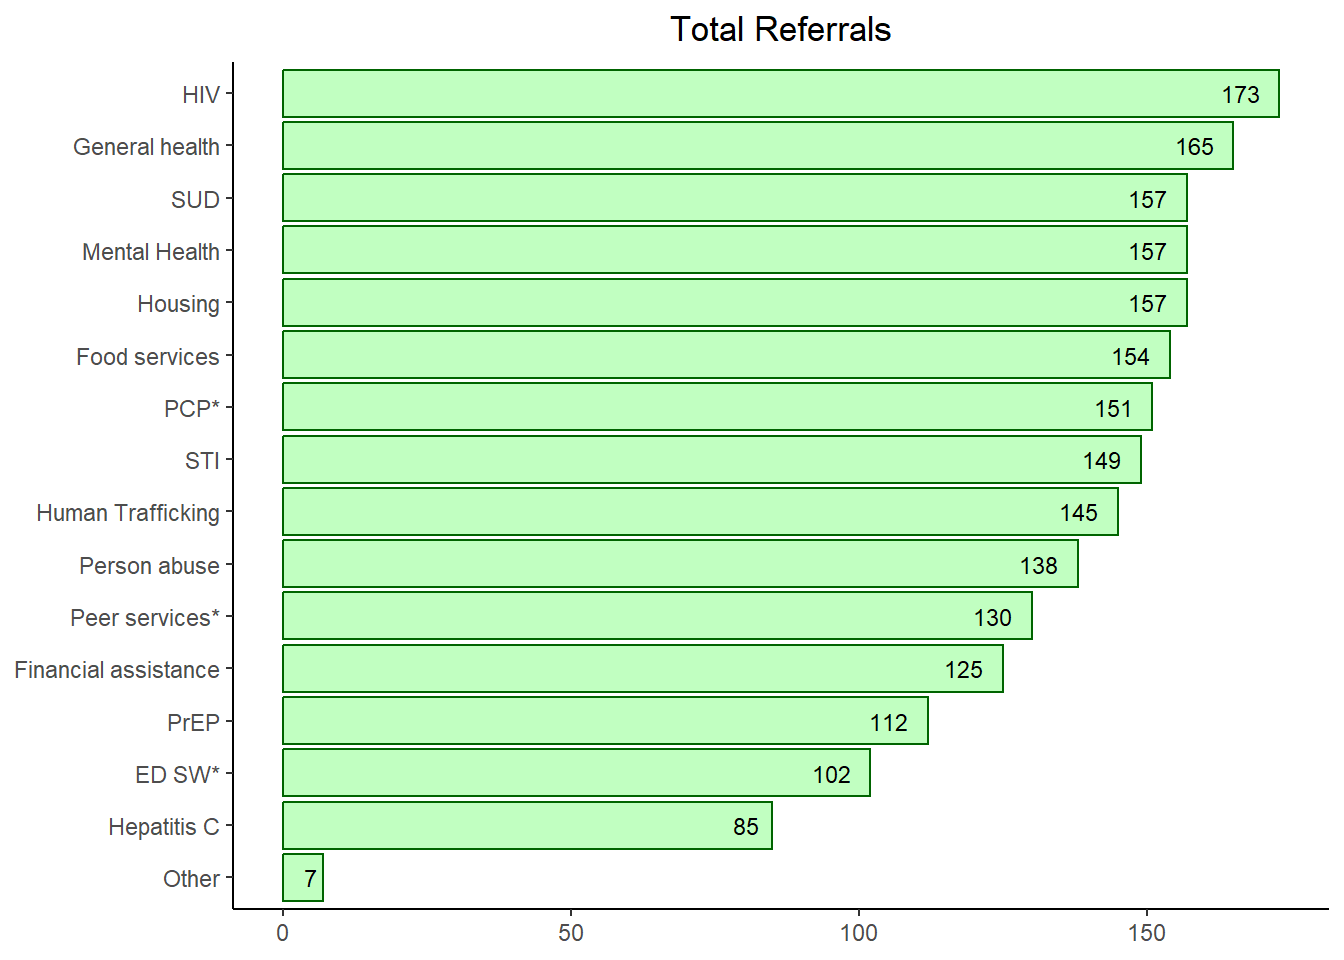 Total Referrals
HIV 173
General health 165
SUD 157
Mental Health 157
Housing 157
Food services 154
PCP* 151
STI 149
Human Trafficking 145
Person abuse 138
Peer services* 130
Financial assistance 125
PrEP 112
ED SW* 102
Hepatitis C 85
Other 7
0 50 100 150